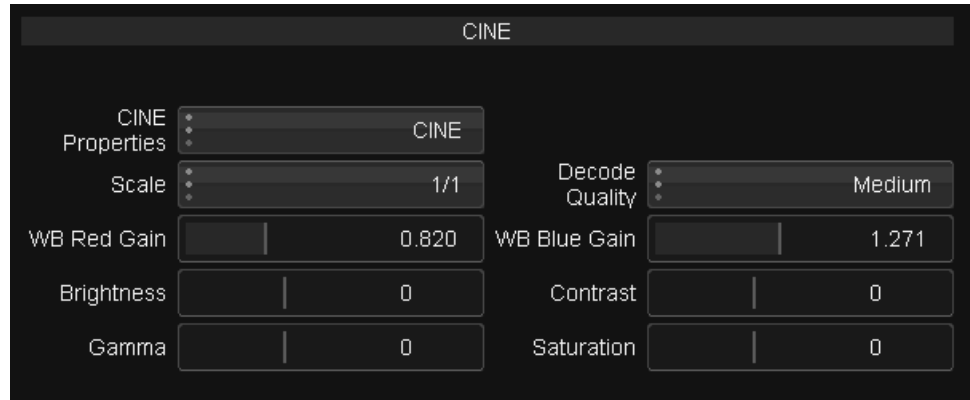 CINE
CINE
Properties
CINE
Scale
1/1
Decode
Quality
Medium
WB Red Gain
0.820
WB Blue Gain
1.271
Brightness
0
Contrast
0
Gamma
0
Saturation
0